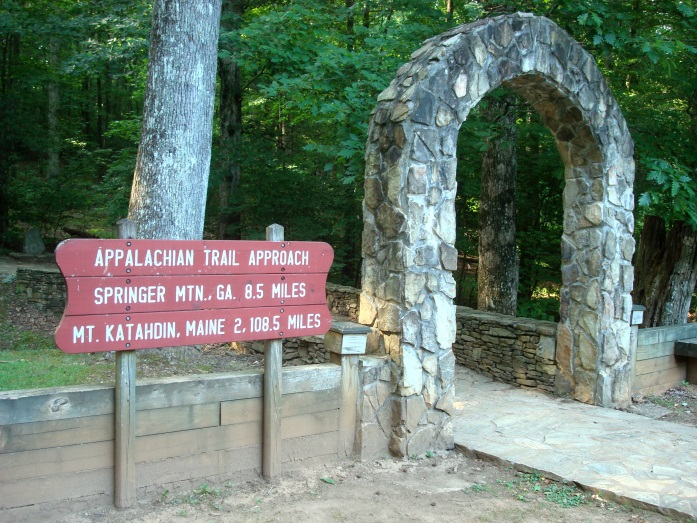 APPALACHIAN TRAIL APPROACH
SPRINGER MTN., GA. 8.5 MILES
MT. KATAHDIN, MAINE 2,108.5 MILES